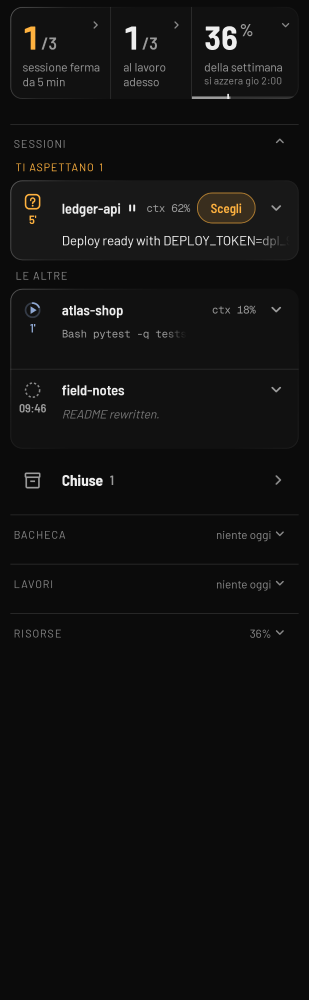 1/3
sessione ferma
da 5 min
1/3
al lavoro
adesso
36%
della settimana
si azzera gio 2:00
SESSIONI
TI ASPETTANO 1
ledger-api ctx 62% Scegli
5'
Deploy ready with DEPLOY_TOKEN=dpl_
LE ALTRE
atlas-shop ctx 18%
1'
Bash pytest -q tests
field-notes
09:46
README rewritten.
Chiuse 1
BACHECA niente oggi
LAVORI niente oggi
RISORSE 36%